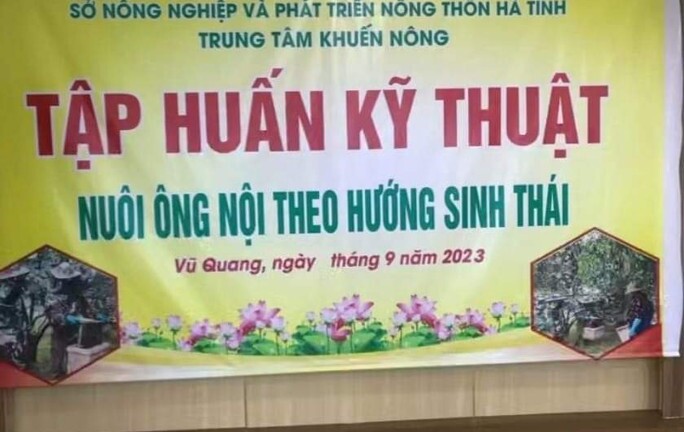 SỞ NÔNG NGHIỆP VÀ PHÁT TRIỂN NÔNG THÔN HÀ TĨNH
TRUNG TÂM KHUẾN NÔNG
TẬP HUẤN KỸ THUẬT
NUÔI ÔNG NỘI THEO HƯỚNG SINH THÁI
Vũ Quang, ngày tháng 9 năm 2023